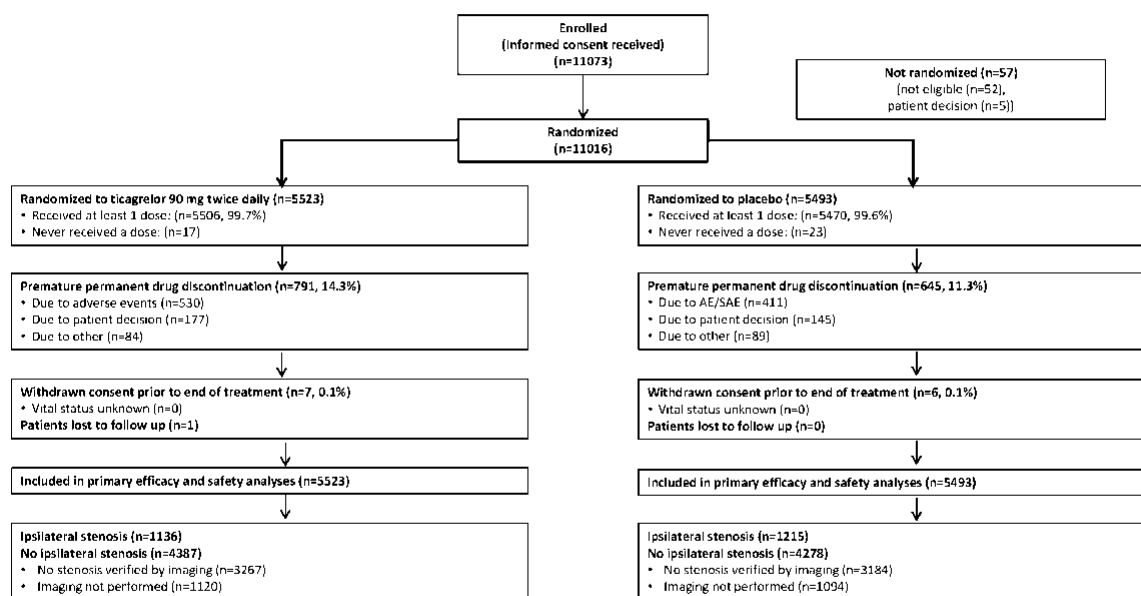 Enrolled
(Informed consent received)
(n=11073)
Not randomized (n=57)
(not eligible (n=52),
patient decision (n=5))
Randomized
(n=11016)
Randomized to ticagrelor 90 mg twice daily (n=5523)
• Received at least 1 dose: (n=5506, 99.7%)
• Never received a dose: (n=17)
Randomized to placebo (n=5493)
• Received at least 1 dose: (n=5470, 99.6%)
• Never received a dose: (n=23)
Premature permanent drug discontinuation (n=791, 14.3%)
• Due to adverse events (n=530)
• Due to patient decision (n=177)
• Due to other (n=84)
Premature permanent drug discontinuation (n=645, 11.3%)
• Due to AE/SAE (n=411)
• Due to patient decision (n=145)
• Due to other (n=89)
Withdrawn consent prior to end of treatment (n=7, 0.1%)
• Vital status unknown (n=0)
Patients lost to follow up (n=1)
Withdrawn consent prior to end of treatment (n=6, 0.1%)
• Vital status unknown (n=0)
Patients lost to follow up (n=0)
Included in primary efficacy and safety analyses (n=5523)
Included in primary efficacy and safety analyses (n=5493)
Ipsilateral stenosis (n=1136)
No ipsilateral stenosis (n=4387)
• No stenosis verified by imaging (n=3267)
• Imaging not performed (n=1120)
Ipsilateral stenosis (n=1215)
No ipsilateral stenosis (n=4278)
• No stenosis verified by imaging (n=3184)
• Imaging not performed (n=1094)